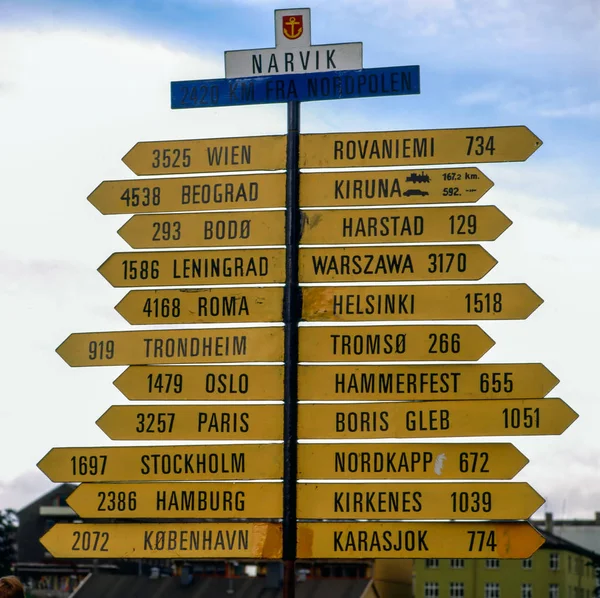 NARVIK
2420 KM FRA NORDPOLEN
3525 WIEN
ROVANIEMI 734
4538 BEOGRAD
KIRUNA 167.2 km.
592.
293 BODØ
HARSTAD 129
1586 LENINGRAD
WARSZAWA 3170
4168 ROMA
HELSINKI 1518
919 TRONDHEIM
TROMSØ 266
1479 OSLO
HAMMERFEST 655
3257 PARIS
BORIS GLEB 1051
1697 STOCKHOLM
NORDKAPP 672
2386 HAMBURG
KIRKENES 1039
2072 KØBENHAVN
KARASJOK 774